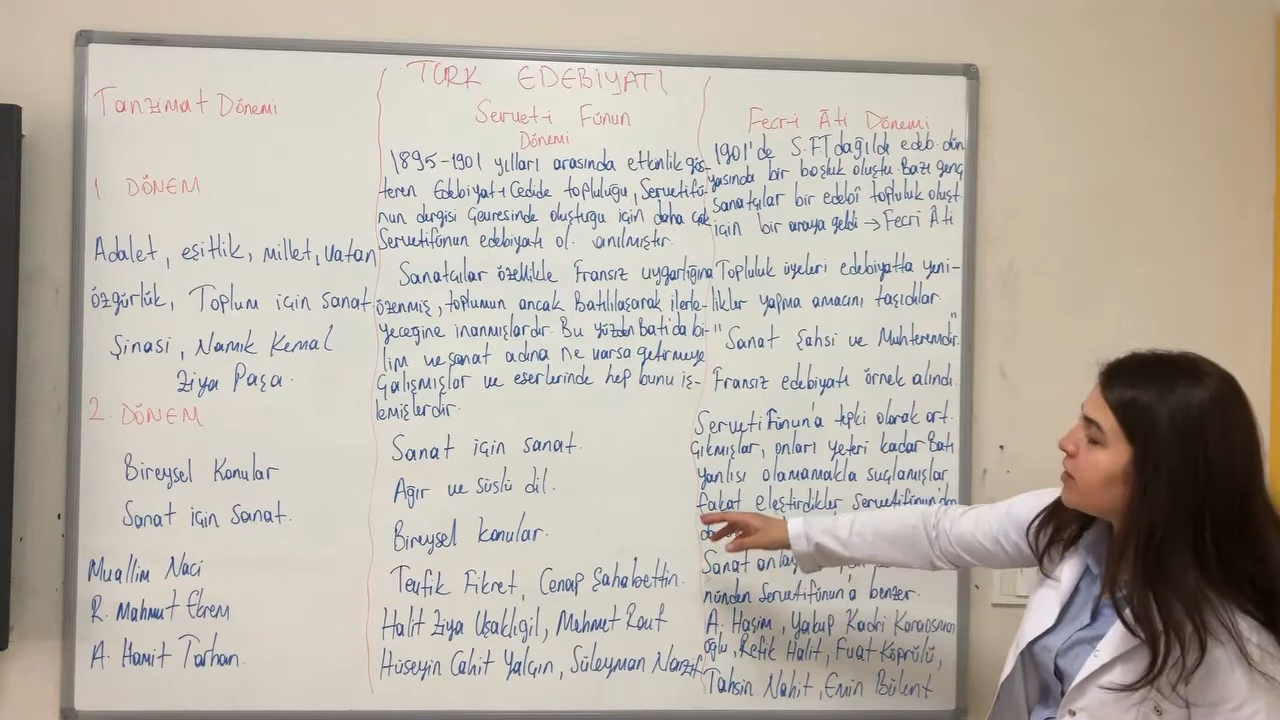 TÜRK EDEBİYATI
Tanzimat Dönemi
1. DÖNEM
Adalet, eşitlik, millet, vatan
özgürlük, Toplum için sanat.
Şinasi, Namık Kemal
Ziya Paşa.
2. DÖNEM
Bireysel Konular
Sanat için sanat.
Muallim Naci
R. Mahmut Ekrem
A. Hamit Tarhan.
Servet-i Fünun
Dönemi
1895-1901 yılları arasında etkinlik gös-
teren Edebiyat-ı Cedide topluluğu, Servetifü-
nun dergisi Çevresinde oluştuğu için daha çok
Servetifünun edebiyatı ol. anılmıştır.
Sanatçılar özellikle Fransız uygarlığına
özenmiş, toplumun ancak Batılılaşarak ilerle-
yeceğine inanmışlardır. Bu yüzden Batı'da bi-
lim ve sanat adına ne varsa getirmeye
Çalışmışlar ve eserlerinde hep bunu iş-
lemişlerdir.
Sanat için sanat.
Ağır ve süslü dil.
Bireysel konular.
Tevfik Fikret, Cenap Şahabettin.
Halit Ziya Uşaklıgil, Mehmet Rauf
Hüseyin Cahit Yalçın, Süleyman Nazif
Fecr-i Âti Dönemi
1901'de S.F.T dağıldı edeb. dün
yasında bir boşluk oluştu. Bazı genç
sanatçılar bir edebî topluluk oluşt.
için bir araya geldi → Fecri Âti
Topluluk üyeleri edebiyatta yeni-
likler yapma amacını taşıdılar.
"Sanat Şahsi ve Muhteremdir."
Fransız edebiyatı örnek alındı.
Servetifünun'a tepki olarak ort.
Çıkmışlar, onları yeteri kadar Batı
yanlısı olamamakla suçlamışlar
fakat eleştirdikler Servetifünun'dan
Sanat
nünden Servetifünun'a benzer.
A. Haşim, Yakup Kadri Karaosman
oğlu, Refik Halit, Fuat Köprülü,
Tahsin Nahit, Emin Bülent